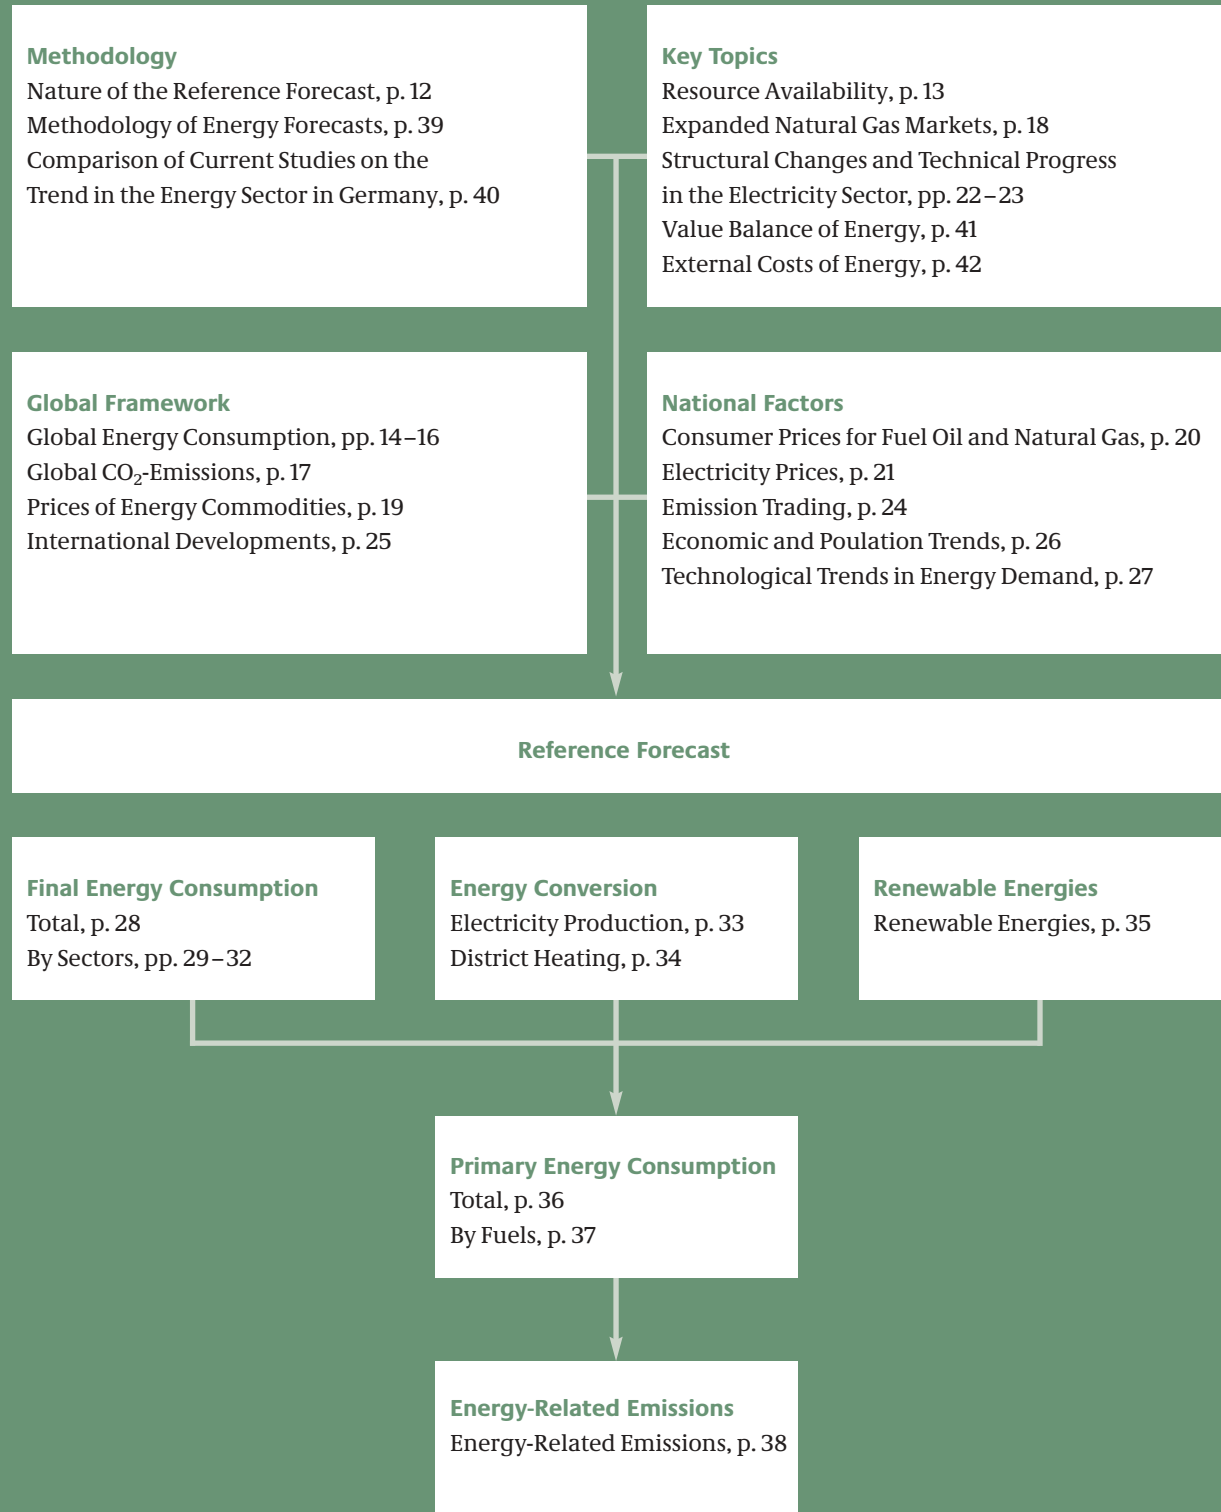 Methodology
Nature of the Reference Forecast, p. 12
Methodology of Energy Forecasts, p. 39
Comparison of Current Studies on the
Trend in the Energy Sector in Germany, p. 40
Key Topics
Resource Availability, p. 13
Expanded Natural Gas Markets, p. 18
Structural Changes and Technical Progress
in the Electricity Sector, pp. 22–23
Value Balance of Energy, p. 41
External Costs of Energy, p. 42
Global Framework
Global Energy Consumption, pp. 14–16
Global CO₂-Emissions, p. 17
Prices of Energy Commodities, p. 19
International Developments, p. 25
National Factors
Consumer Prices for Fuel Oil and Natural Gas, p. 20
Electricity Prices, p. 21
Emission Trading, p. 24
Economic and Poulation Trends, p. 26
Technological Trends in Energy Demand, p. 27
Reference Forecast
Final Energy Consumption
Total, p. 28
By Sectors, pp. 29–32
Energy Conversion
Electricity Production, p. 33
District Heating, p. 34
Renewable Energies
Renewable Energies, p. 35
Primary Energy Consumption
Total, p. 36
By Fuels, p. 37
Energy-Related Emissions
Energy-Related Emissions, p. 38